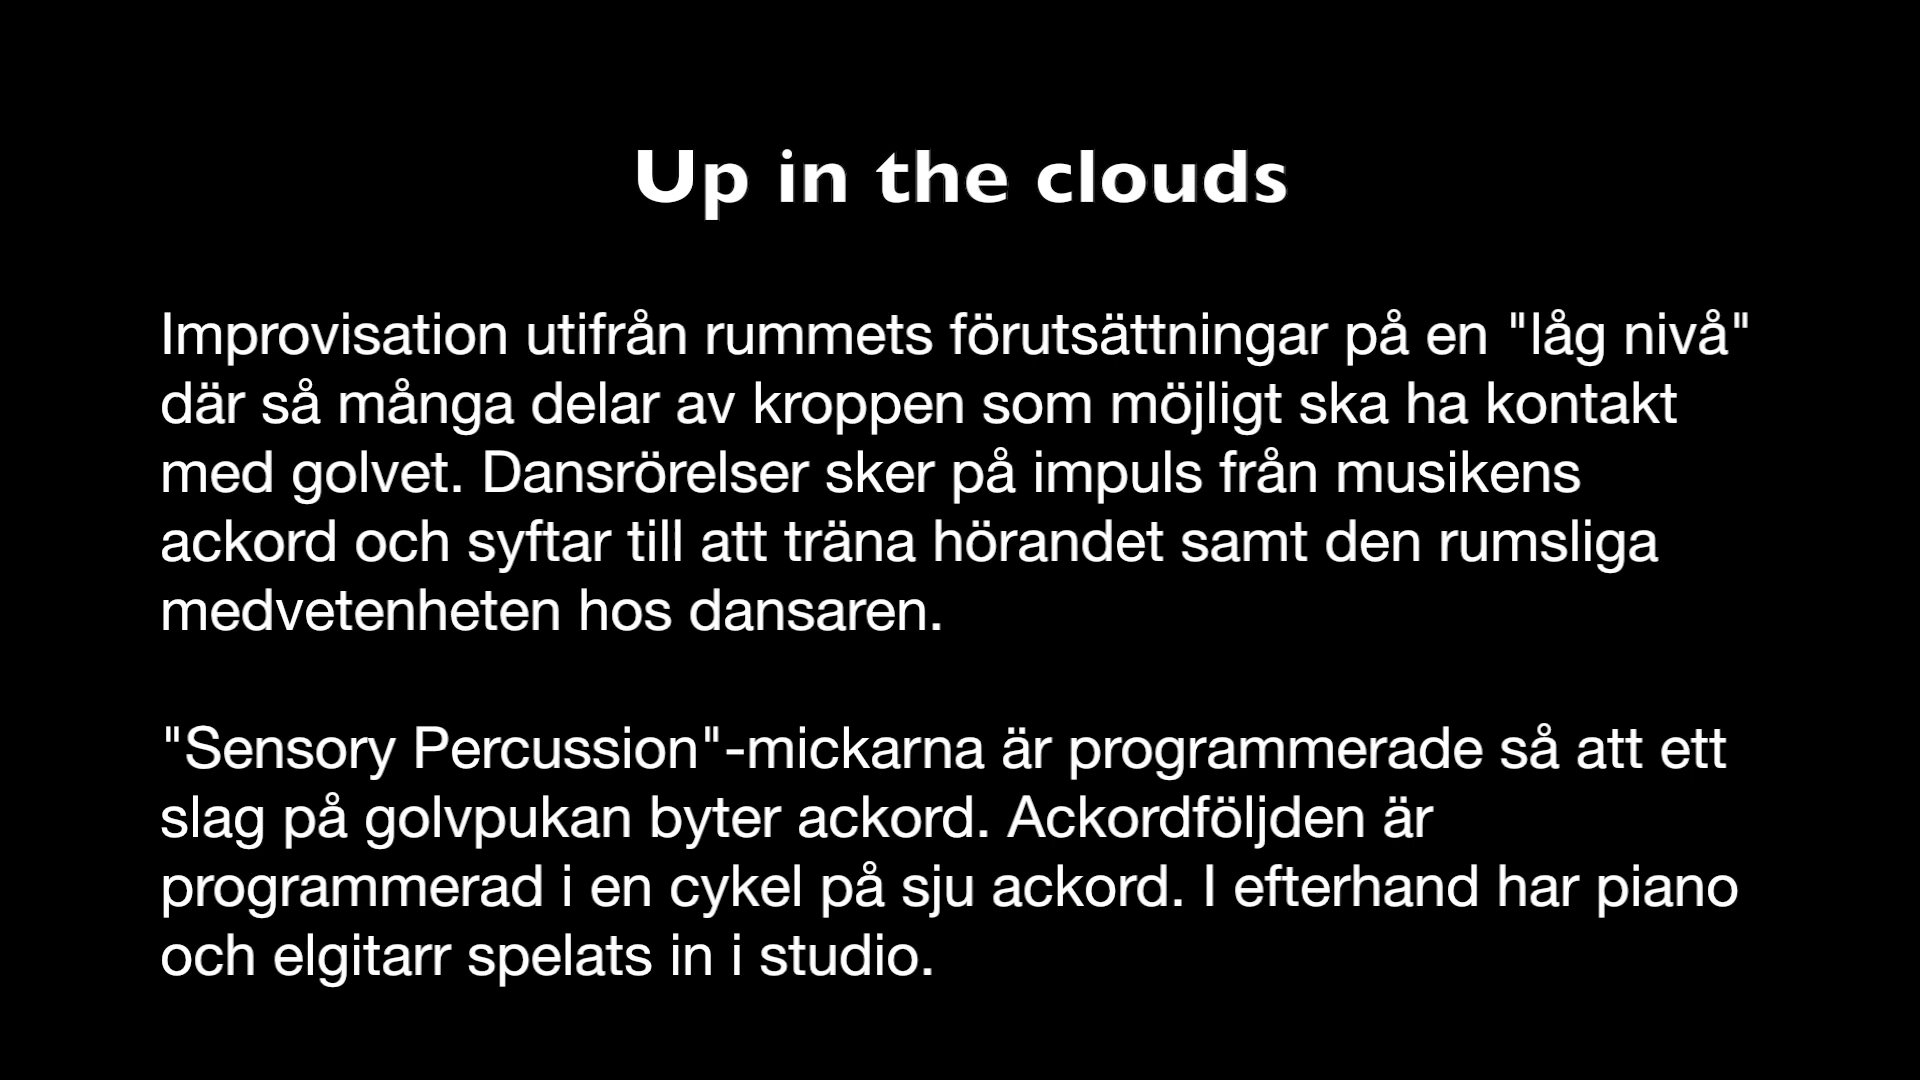 Up in the clouds
Improvisation utifrån rummets förutsättningar på en "låg nivå"
där så många delar av kroppen som möjligt ska ha kontakt
med golvet. Dansrörelser sker på impuls från musikens
ackord och syftar till att träna hörandet samt den rumsliga
medvetenheten hos dansaren.
"Sensory Percussion"-mickarna är programmerade så att ett
slag på golvpukan byter ackord. Ackordföljden är
programmerad i en cykel på sju ackord. I efterhand har piano
och elgitarr spelats in i studio.